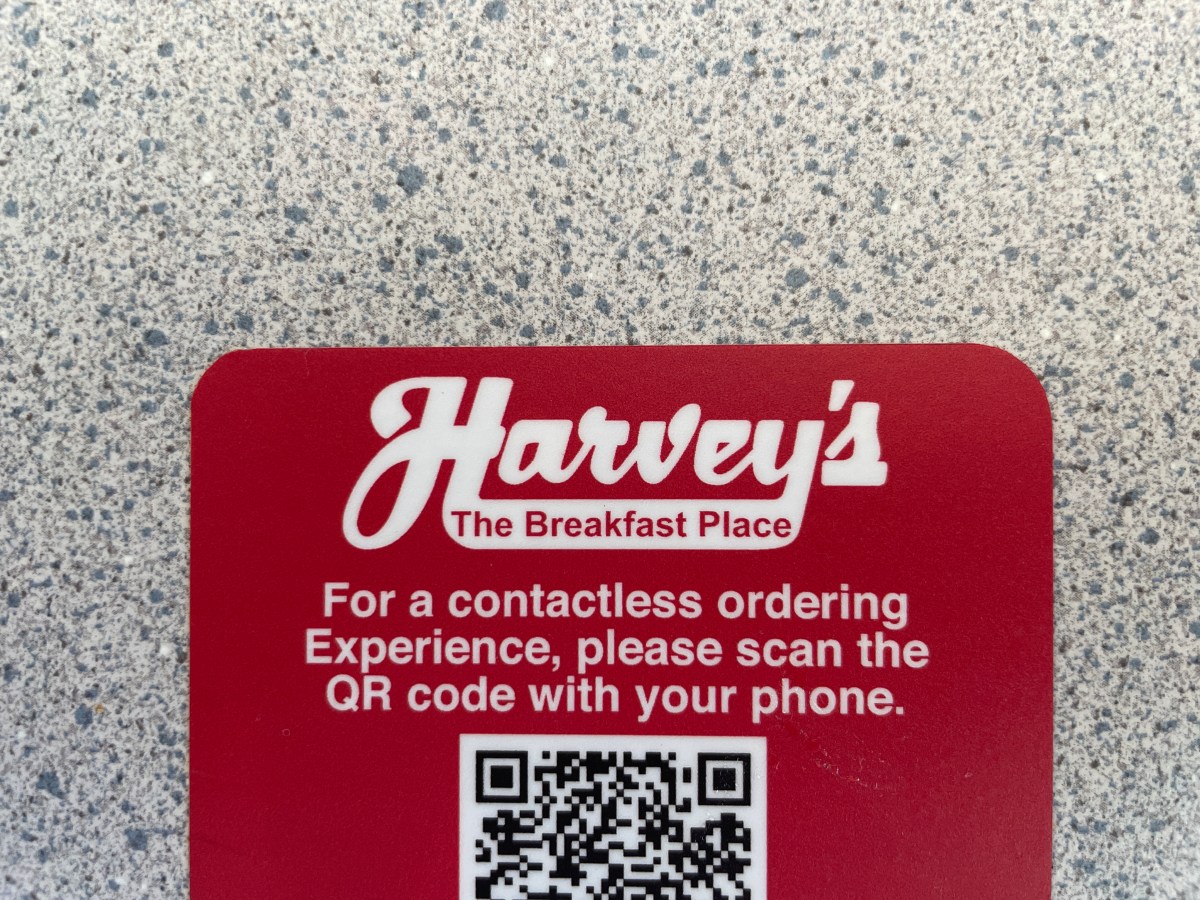 Harvey's
The Breakfast Place
For a contactless ordering
Experience, please scan the
QR code with your phone.